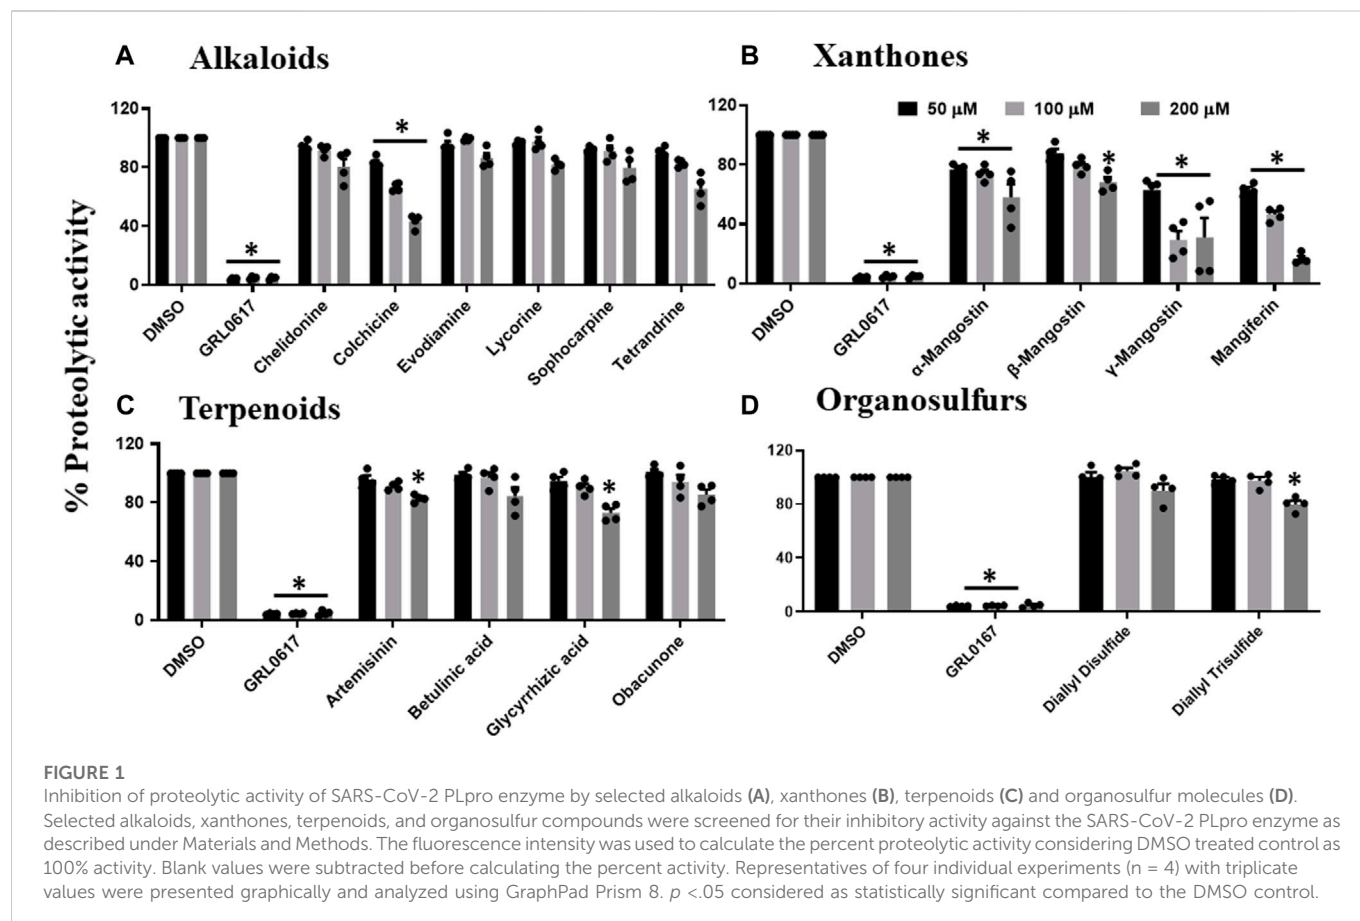 A Alkaloids
120
80
40
0
*
*
DMSO
GRL0617
Chelidonine
Colchicine
Evodiamine
Lycorine
Sophocarpine
Tetrandrine
B Xanthones
50 μM 100 μM 200 μM
120
80
40
0
*
*
*
*
*
DMSO
GRL0617
α-Mangostin
β-Mangostin
γ-Mangostin
Mangiferin
% Proteolytic activity
C Terpenoids
120
80
40
0
*
*
*
DMSO
GRL0617
Artemisinin
Betulinic acid
Glycyrrhizic acid
Obacunone
D Organosulfurs
120
80
40
0
*
*
DMSO
GRL0167
Diallyl Disulfide
Diallyl Trisulfide
FIGURE 1
Inhibition of proteolytic activity of SARS-CoV-2 PLpro enzyme by selected alkaloids (A), xanthones (B), terpenoids (C) and organosulfur molecules (D).
Selected alkaloids, xanthones, terpenoids, and organosulfur compounds were screened for their inhibitory activity against the SARS-CoV-2 PLpro enzyme as
described under Materials and Methods. The fluorescence intensity was used to calculate the percent proteolytic activity considering DMSO treated control as
100% activity. Blank values were subtracted before calculating the percent activity. Representatives of four individual experiments (n = 4) with triplicate
values were presented graphically and analyzed using GraphPad Prism 8. p <.05 considered as statistically significant compared to the DMSO control.